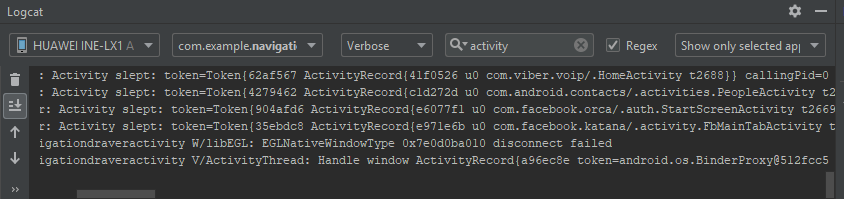 Logcat
HUAWEI INE-LX1 A
com.example.navigati
Verbose
activity
Regex
Show only selected app
: Activity slept: token=Token{62af567 ActivityRecord{41f0526 u0 com.viber.voip/.HomeActivity t2688}} callingPid=0
: Activity slept: token=Token{4279462 ActivityRecord{c1d272d u0 com.android.contacts/.activities.PeopleActivity t2
r: Activity slept: token=Token{904afd6 ActivityRecord{e6077f1 u0 com.facebook.orca/.auth.StartScreenActivity t2669
r: Activity slept: token=Token{35ebdc8 ActivityRecord{e971e6b u0 com.facebook.katana/.activity.FbMainTabActivity t
igationdraveractivity W/libEGL: EGLNativeWindowType 0x7e0d0ba010 disconnect failed
igationdraveractivity V/ActivityThread: Handle window ActivityRecord{a96ec8e token=android.os.BinderProxy@512fcc5